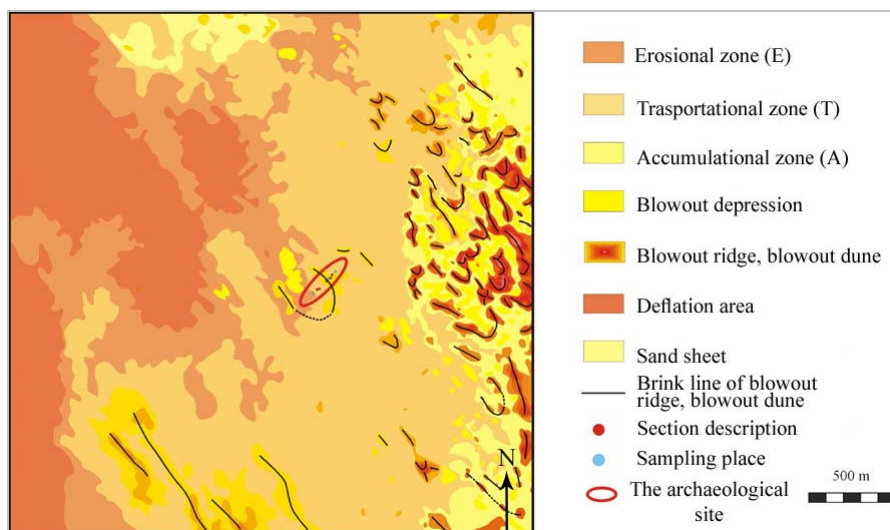 Erosional zone (E)
Trasportational zone (T)
Accumulational zone (A)
Blowout depression
Blowout ridge, blowout dune
Deflation area
Sand sheet
Brink line of blowout
ridge, blowout dune
Section description
Sampling place
The archaeological
site
N
500 m